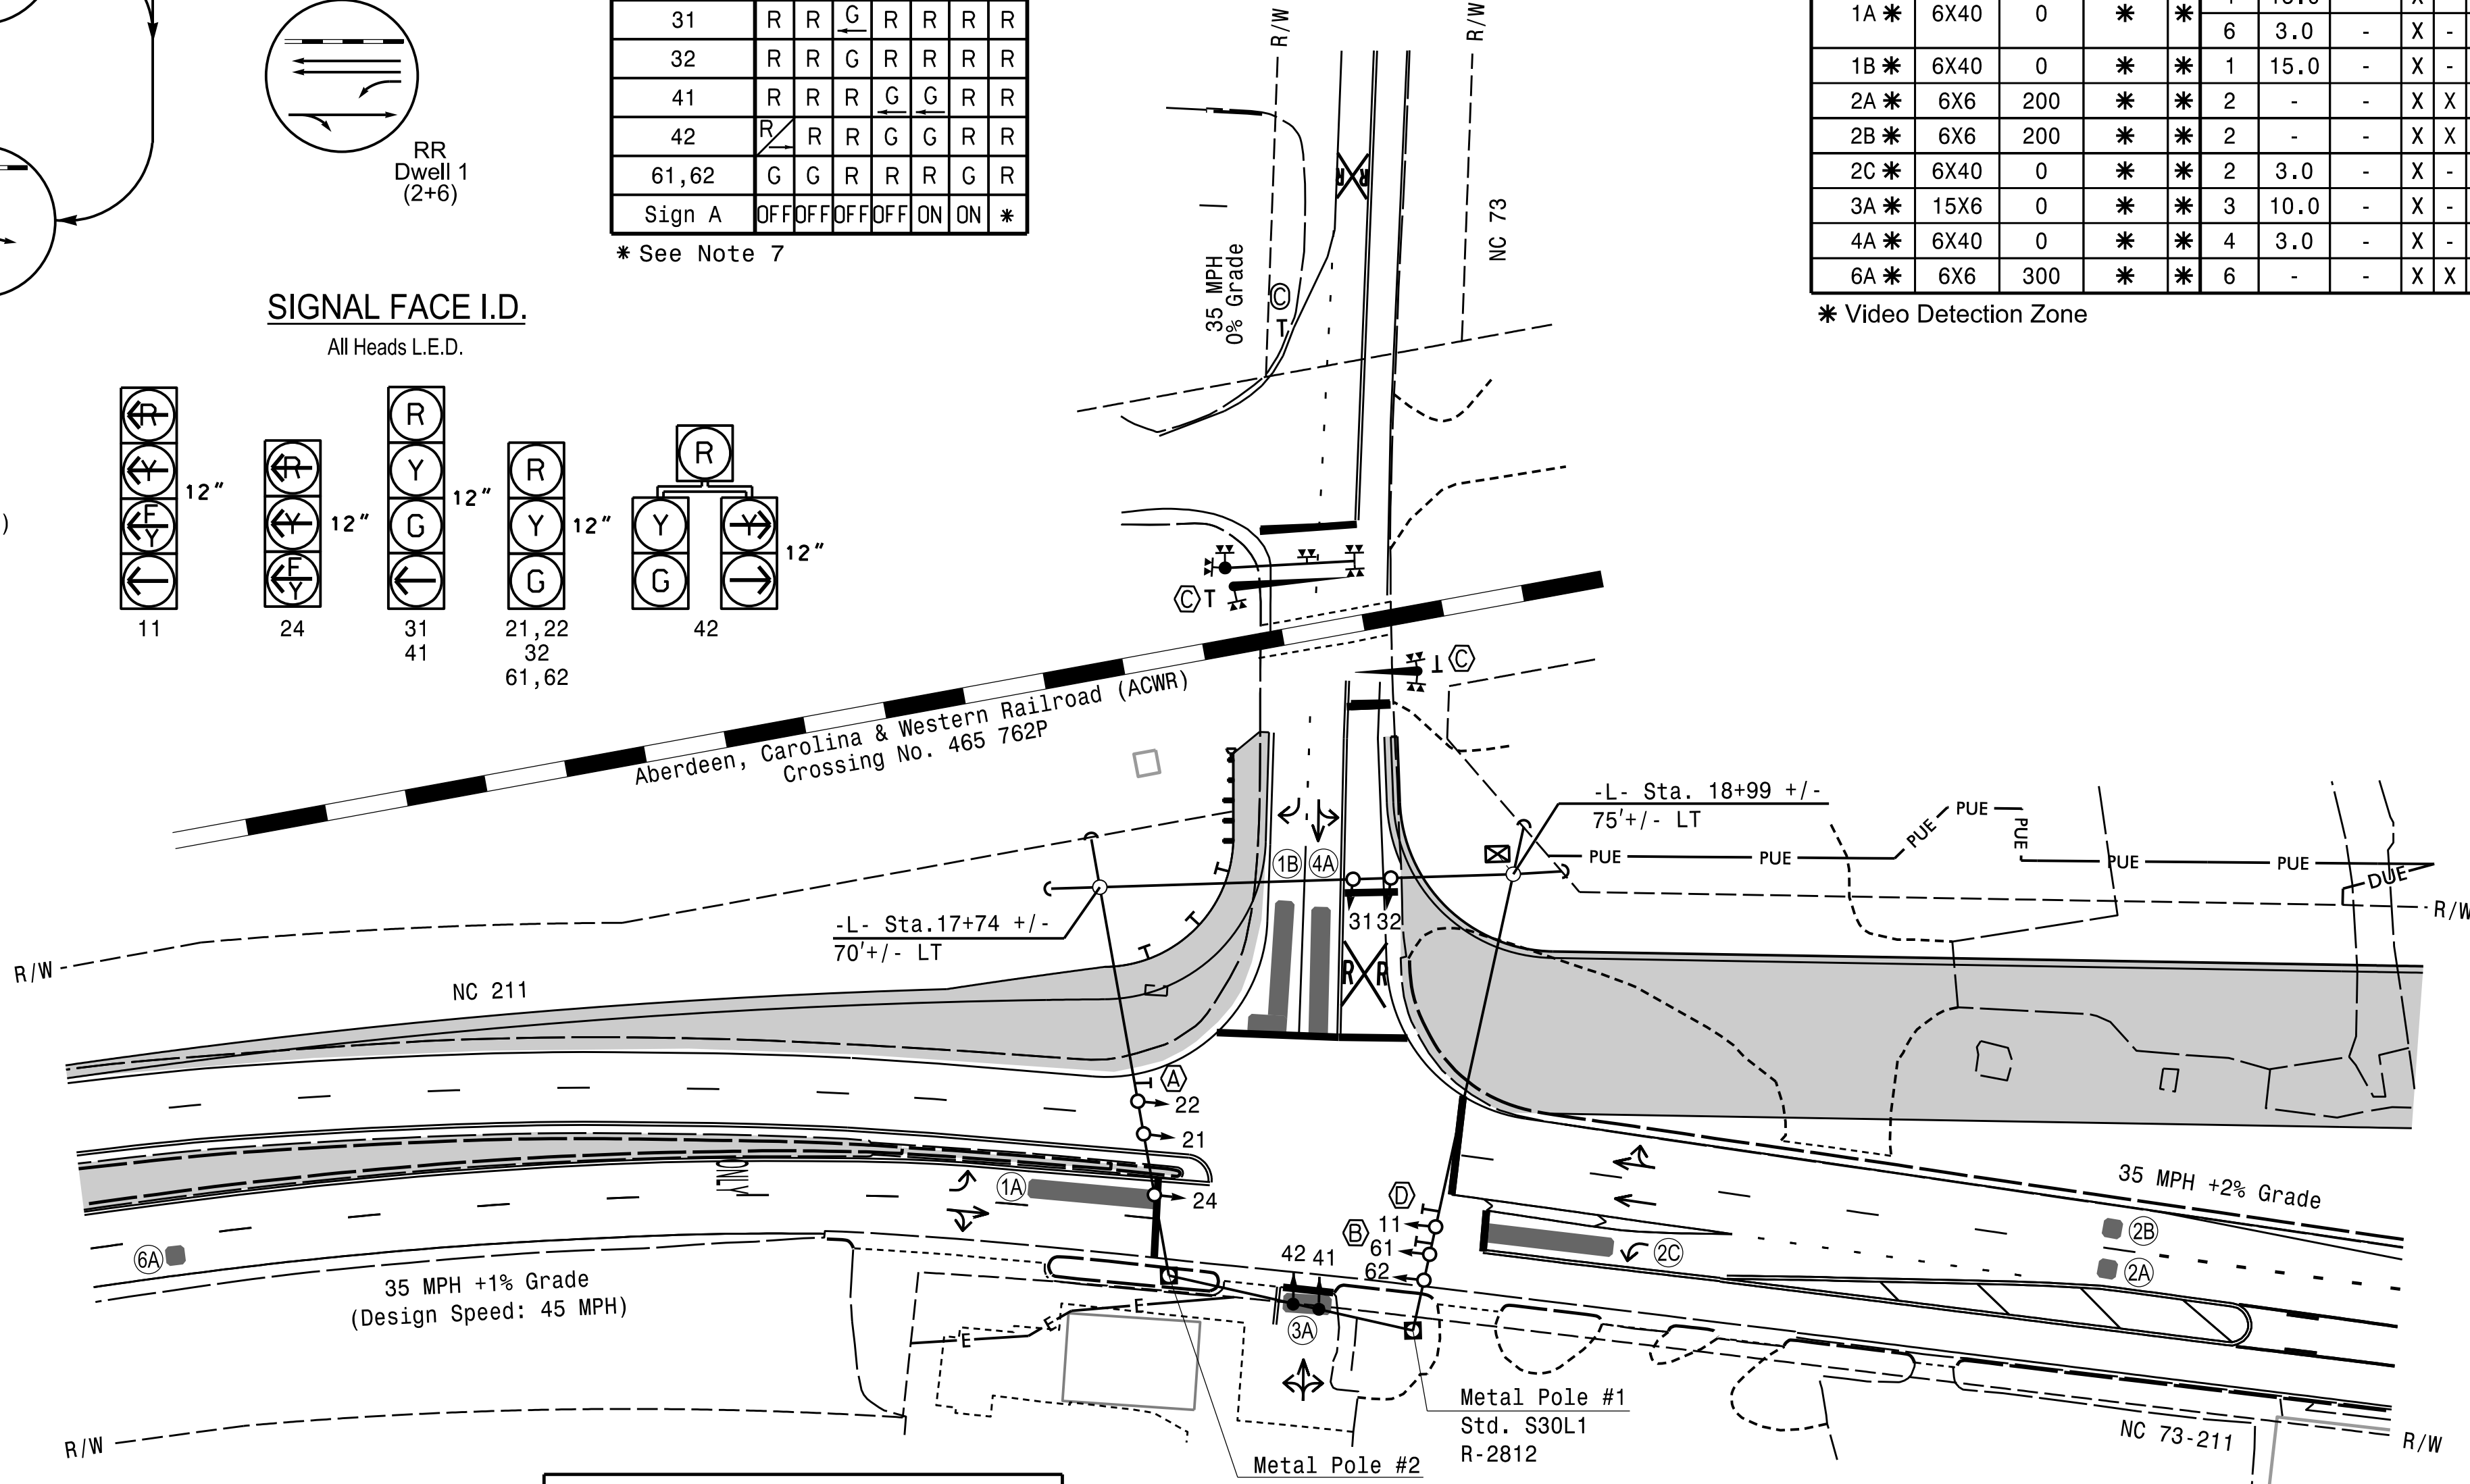 RR
Dwell 1
(2+6)
31 R R G R R R R
32 R R G R R R R
41 R R R G G R R
42 R R R G G R R
61,62 G G R R R G R
Sign A OFF OFF OFF OFF ON ON *
* See Note 7
1A * 6X40 0 * *
6 3.0 - X -
1B * 6X40 0 * * 1 15.0 - X -
2A * 6X6 200 * * 2 - - X X
2B * 6X6 200 * * 2 - - X X
2C * 6X40 0 * * 2 3.0 - X -
3A * 15X6 0 * * 3 10.0 - X -
4A * 6X40 0 * * 4 3.0 - X -
6A * 6X6 300 * * 6 - - X X
* Video Detection Zone
SIGNAL FACE I.D.
All Heads L.E.D.
R
Y
F
Y
12"
11
R
Y
F
Y
12"
24
R
Y
G
12"
31
41
R
Y
G
12"
21,22
32
61,62
R
Y Y
G
12"
42
)
R/W
R/W
NC 73
35 MPH
0% Grade
R R
C T
C T
T C
Aberdeen, Carolina & Western Railroad (ACWR)
Crossing No. 465 762P
-L- Sta. 18+99 +/-
75'+/- LT
PUE PUE PUE PUE PUE PUE PUE
DUE
R/W
-L- Sta.17+74 +/-
70'+/- LT
1B 4A
31 32
R R
R/W
NC 211
A
22
21
24
1A
6A
35 MPH +1% Grade
(Design Speed: 45 MPH)
D
11
B
61
62
42 41
3A
2C
2B
2A
35 MPH +2% Grade
E E E
Metal Pole #1
Std. S30L1
R-2812
Metal Pole #2
NC 73-211
R/W
R/W